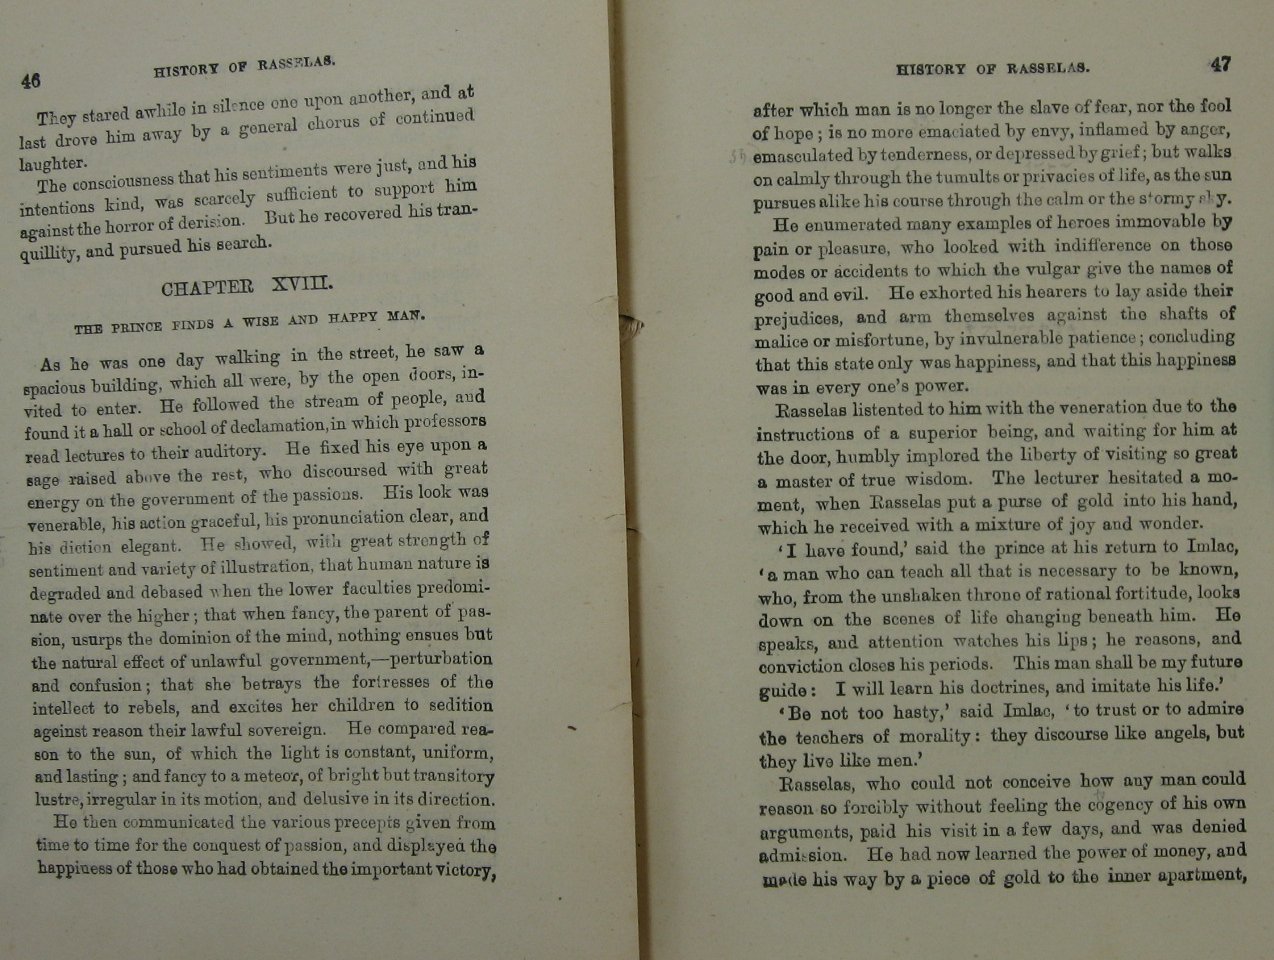 46
HISTORY OF RASSELAS.
They stared awhile in silence one upon another, and at
last drove him away by a general chorus of continued
laughter.
The consciousness that his sentiments were just, and his
intentions kind, was scarcely sufficient to support him
against the horror of derision. But he recovered his tran-
quillity, and pursued his search.
CHAPTER XVIII.
THE PRINCE FINDS A WISE AND HAPPY MAN.
As he was one day walking in the street, he saw a
spacious building, which all were, by the open doors, in-
vited to enter. He followed the stream of people, and
found it a hall or school of declamation, in which professors
read lectures to their auditory. He fixed his eye upon a
sage raised above the rest, who discoursed with great
energy on the government of the passions. His look was
venerable, his action graceful, his pronunciation clear, and
his diction elegant. He showed, with great strength of
sentiment and variety of illustration, that human nature is
degraded and debased when the lower faculties predomi-
nate over the higher; that when fancy, the parent of pas-
sion, usurps the dominion of the mind, nothing ensues but
the natural effect of unlawful government,—perturbation
and confusion; that she betrays the fortresses of the
intellect to rebels, and excites her children to sedition
against reason their lawful sovereign. He compared rea-
son to the sun, of which the light is constant, uniform,
and lasting; and fancy to a meteor, of bright but transitory
lustre, irregular in its motion, and delusive in its direction.
He then communicated the various precepts given from
time to time for the conquest of passion, and displayed the
happiness of those who had obtained the important victory,
HISTORY OF RASSELAS.
47
after which man is no longer the slave of fear, nor the fool
of hope; is no more emaciated by envy, inflamed by anger,
emasculated by tenderness, or depressed by grief; but walks
on calmly through the tumults or privacies of life, as the sun
pursues alike his course through the calm or the stormy sky.
He enumerated many examples of heroes immovable by
pain or pleasure, who looked with indifference on those
modes or accidents to which the vulgar give the names of
good and evil. He exhorted his hearers to lay aside their
prejudices, and arm themselves against the shafts of
malice or misfortune, by invulnerable patience; concluding
that this state only was happiness, and that this happiness
was in every one's power.
Rasselas listented to him with the veneration due to the
instructions of a superior being, and waiting for him at
the door, humbly implored the liberty of visiting so great
a master of true wisdom. The lecturer hesitated a mo-
ment, when Rasselas put a purse of gold into his hand,
which he received with a mixture of joy and wonder.
'I have found,' said the prince at his return to Imlac,
'a man who can teach all that is necessary to be known,
who, from the unshaken throne of rational fortitude, looks
down on the scenes of life changing beneath him. He
speaks, and attention watches his lips; he reasons, and
conviction closes his periods. This man shall be my future
guide: I will learn his doctrines, and imitate his life.'
'Be not too hasty,' said Imlac, 'to trust or to admire
the teachers of morality: they discourse like angels, but
they live like men.'
Rasselas, who could not conceive how any man could
reason so forcibly without feeling the cogency of his own
arguments, paid his visit in a few days, and was denied
admission. He had now learned the power of money, and
made his way by a piece of gold to the inner apartment,